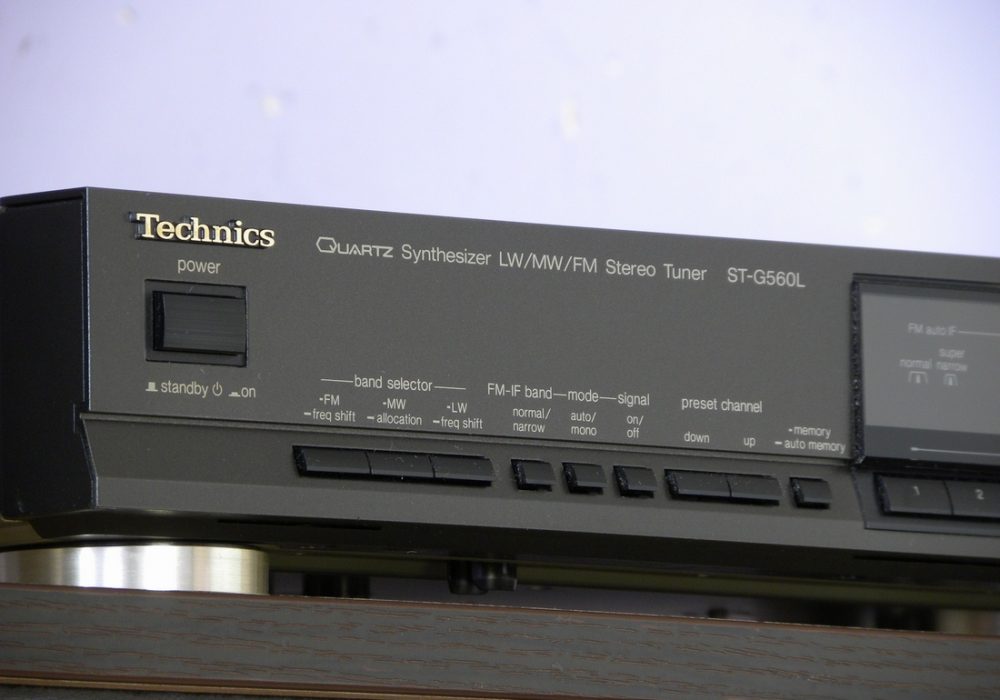 Technics
QUARTZ Synthesizer LW/MW/FM Stereo Tuner ST-G560L
power
standby on
band selector
-FM
-freq shift
-MW
-allocation
-LW
-freq shift
FM-IF band—mode—signal
normal/
narrow
auto/
mono
on/
off
preset channel
down up
-memory
-auto memory
FM auto IF
super
normal narrow
1 2